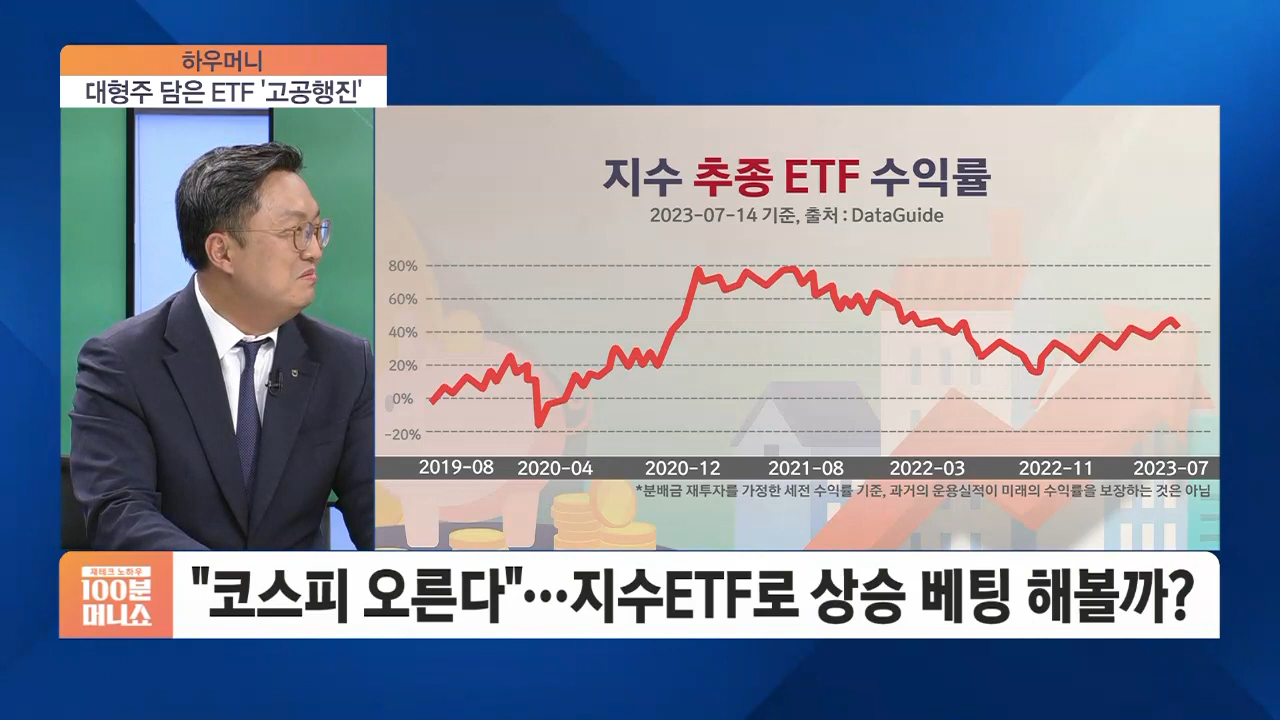 하우머니
대형주 담은 ETF '고공행진'
지수 추종 ETF 수익률
2023-07-14 기준, 출처 : DataGuide
80%
60%
40%
20%
0%
-20%
2019-08 2020-04 2020-12 2021-08 2022-03 2022-11 2023-07
*분배금 재투자를 가정한 세전 수익률 기준, 과거의 운용실적이 미래의 수익률을 보장하는 것은 아님
재테크 노하우
100분
머니쇼
"코스피 오른다"…지수ETF로 상승 베팅 해볼까?